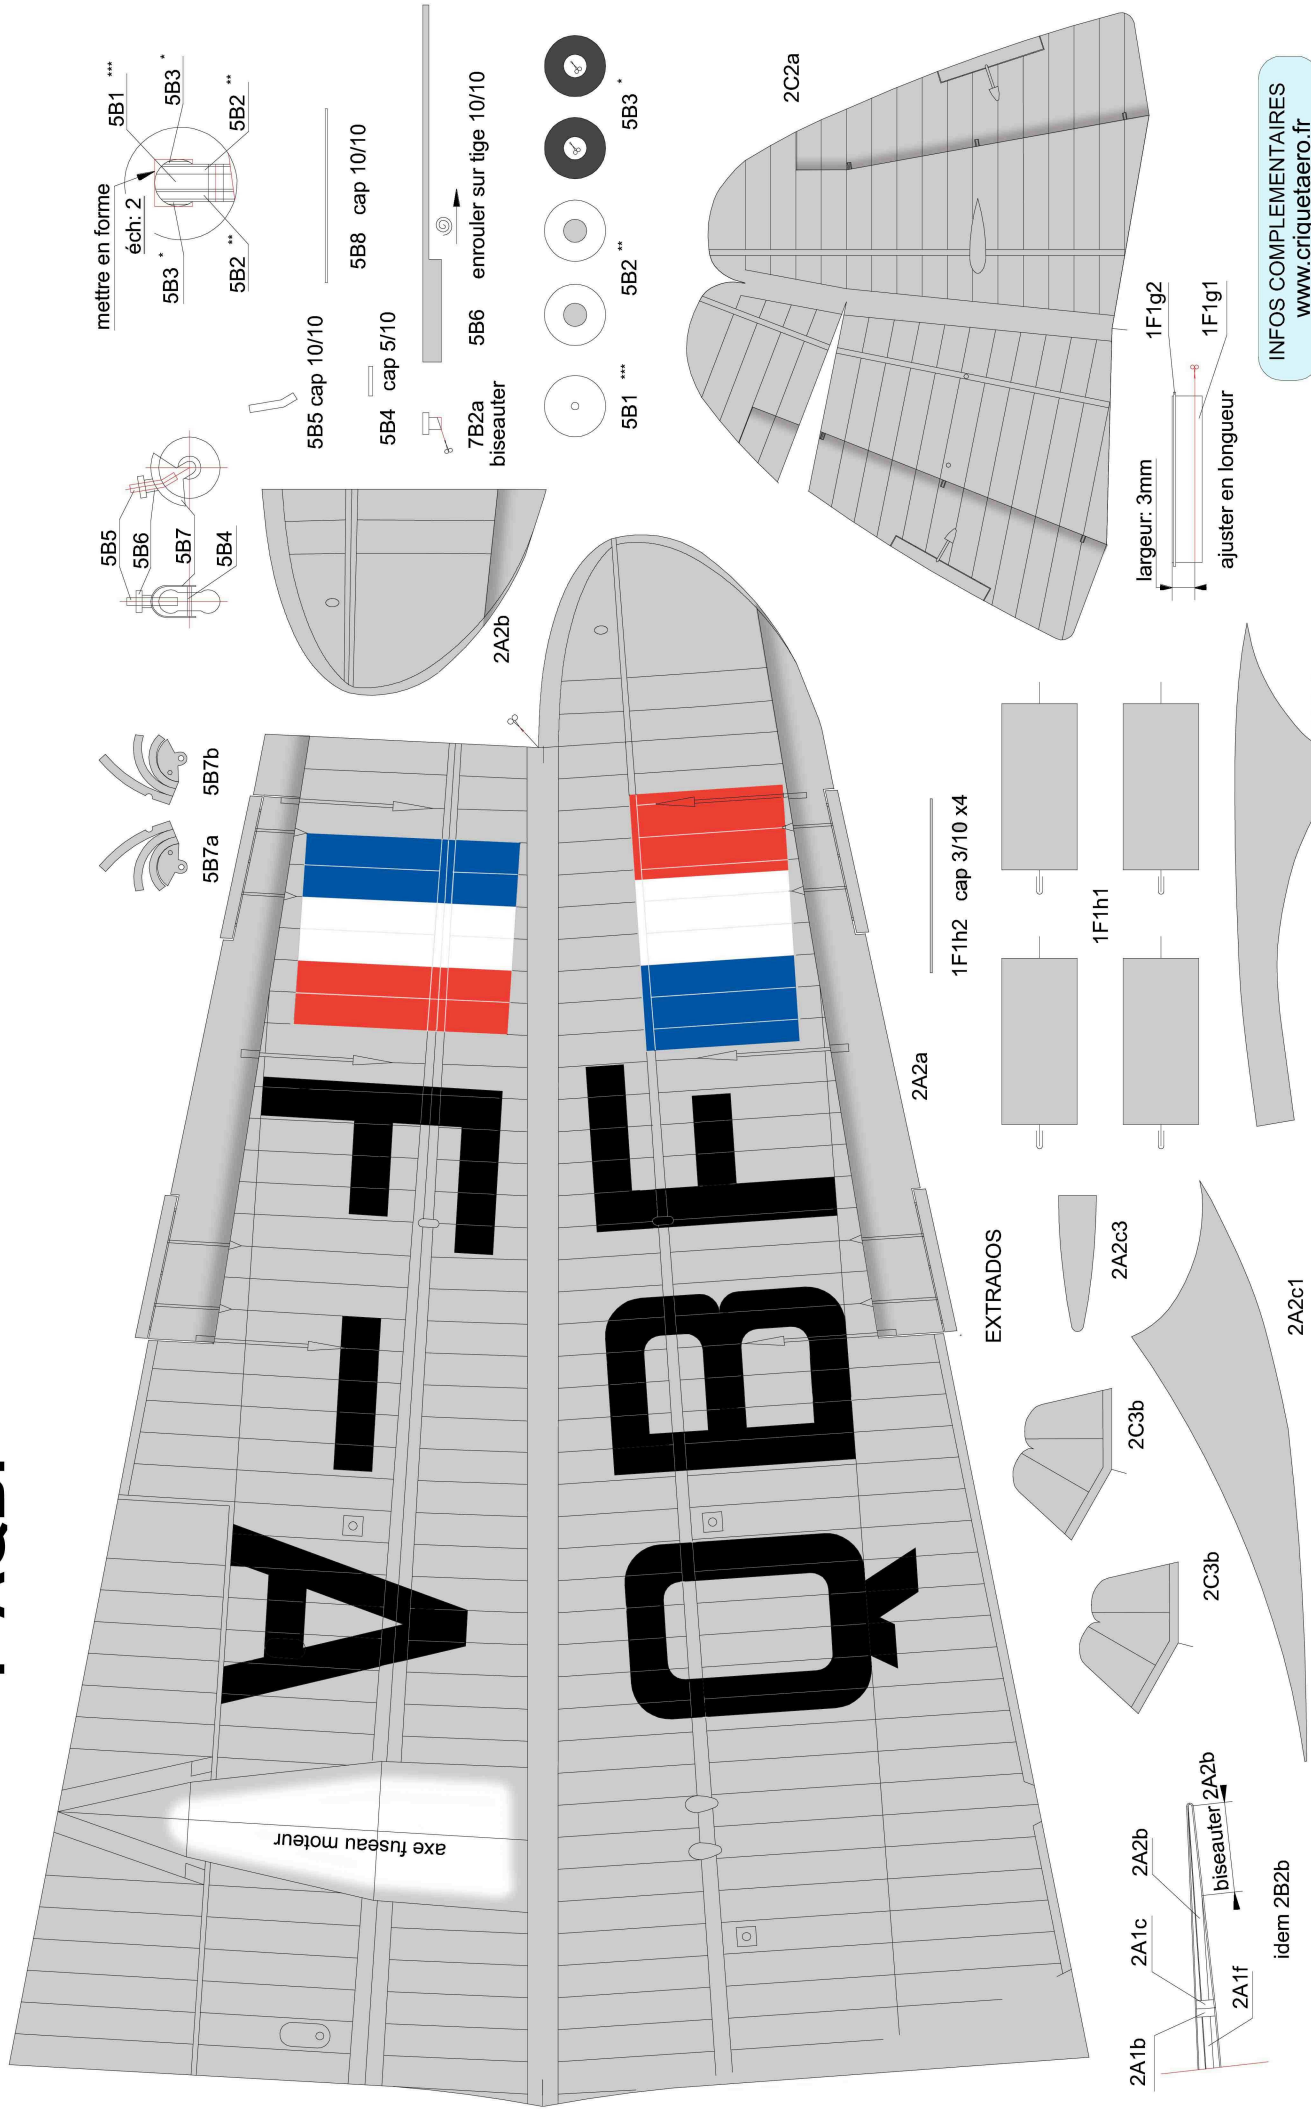 mettre en forme
éch: 2
5B1 ***
5B3 *
5B2 **
5B3 *
5B2 **
5B8 cap 10/10
5B5 cap 10/10
5B4 cap 5/10
5B6 enrouler sur tige 10/10
7B2a
biseauter
5B1 ***
5B2 **
5B3 *
5B5
5B6
5B7
5B4
5B7b
5B7a
2A2b
2C2a
1F1g2
1F1g1
largeur: 3mm
ajuster en longueur
INFOS COMPLEMENTAIRES
www.criquetaero.fr
A I F
Q B F
axe fuseau moteur
2A2a
1F1h2 cap 3/10 x4
1F1h1
EXTRADOS
2A2c3
2A2c1
2C3b
2C3b
2A1b
2A1c
2A2b
biseauter 2A2b
2A1f
idem 2B2b